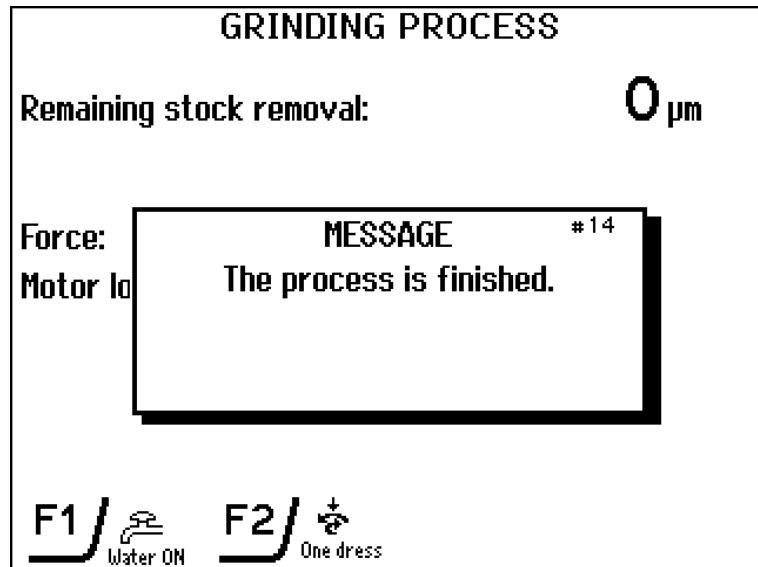 GRINDING PROCESS
Remaining stock removal: 0 µm
MESSAGE #14
Force:
The process is finished.
Motor lo
F1 Water ON F2 One dress